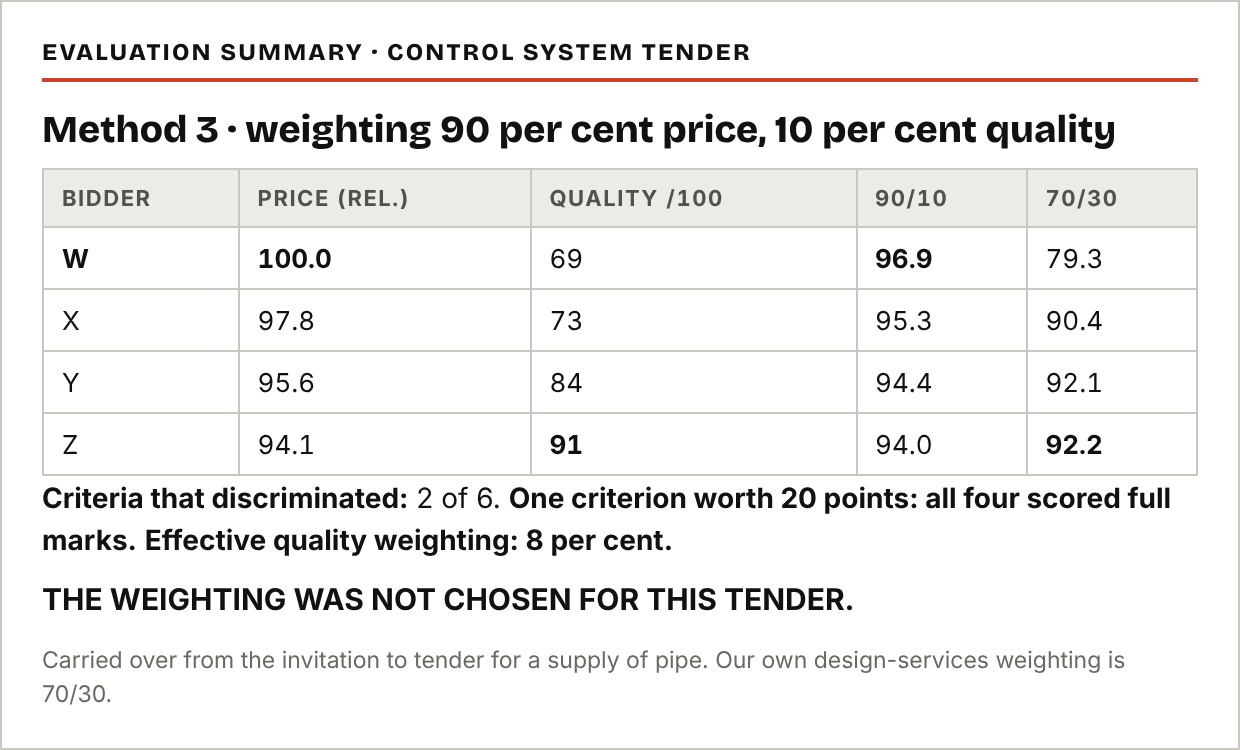 EVALUATION SUMMARY · CONTROL SYSTEM TENDER
Method 3 · weighting 90 per cent price, 10 per cent quality
BIDDER PRICE (REL.) QUALITY /100 90/10 70/30
W 100.0 69 96.9 79.3
X 97.8 73 95.3 90.4
Y 95.6 84 94.4 92.1
Z 94.1 91 94.0 92.2
Criteria that discriminated: 2 of 6. One criterion worth 20 points: all four scored full
marks. Effective quality weighting: 8 per cent.
THE WEIGHTING WAS NOT CHOSEN FOR THIS TENDER.
Carried over from the invitation to tender for a supply of pipe. Our own design-services weighting is
70/30.